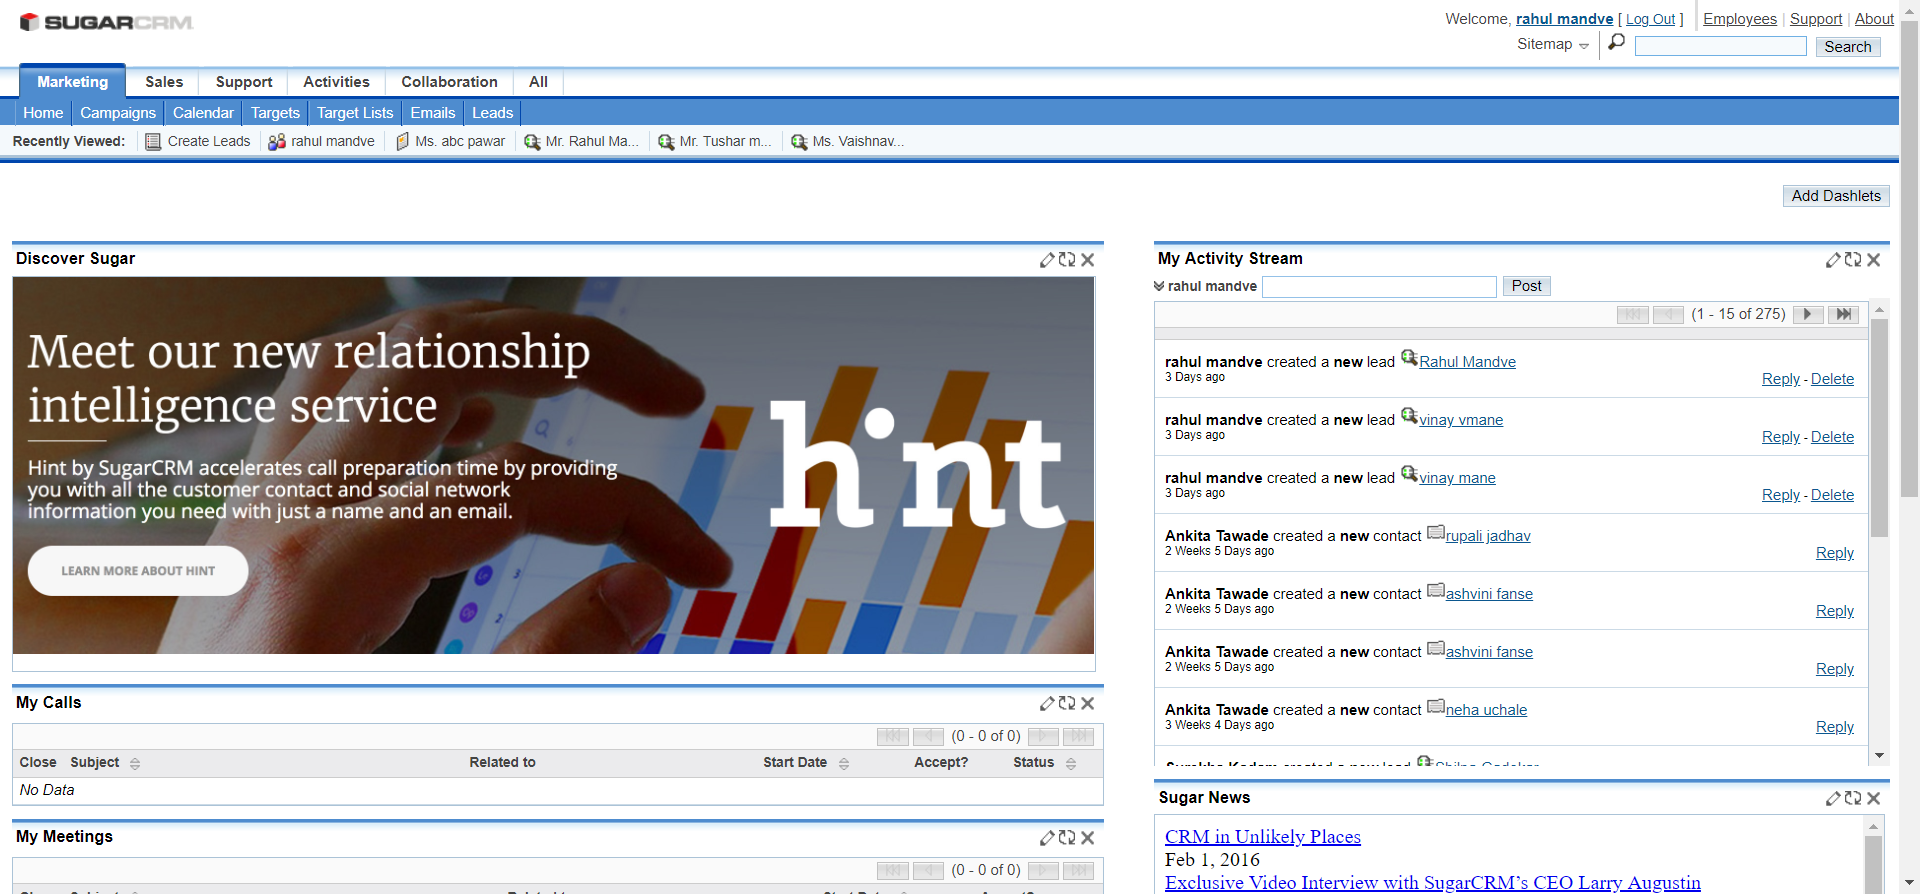 SUGARCRM
Welcome, rahul mandve [ Log Out ] Employees | Support | About
Sitemap Search
Marketing Sales Support Activities Collaboration All
Home Campaigns Calendar Targets Target Lists Emails Leads
Recently Viewed: Create Leads rahul mandve Ms. abc pawar Mr. Rahul Ma... Mr. Tushar m... Ms. Vaishnav...
Add Dashlets
Discover Sugar
Meet our new relationship
intelligence service
Hint by SugarCRM accelerates call preparation time by providing
you with all the customer contact and social network
information you need with just a name and an email.
LEARN MORE ABOUT HINT
hint
My Calls
(0 - 0 of 0)
Close Subject Related to Start Date Accept? Status
No Data
My Meetings
(0 - 0 of 0)
My Activity Stream
rahul mandve Post
(1 - 15 of 275)
rahul mandve created a new lead Rahul Mandve
3 Days ago
Reply - Delete
rahul mandve created a new lead vinay vmane
3 Days ago
Reply - Delete
rahul mandve created a new lead vinay mane
3 Days ago
Reply - Delete
Ankita Tawade created a new contact rupali jadhav
2 Weeks 5 Days ago
Reply
Ankita Tawade created a new contact ashvini fanse
2 Weeks 5 Days ago
Reply
Ankita Tawade created a new contact ashvini fanse
2 Weeks 5 Days ago
Reply
Ankita Tawade created a new contact neha uchale
3 Weeks 4 Days ago
Reply
Sugar News
CRM in Unlikely Places
Feb 1, 2016
Exclusive Video Interview with SugarCRM's CEO Larry Augustin